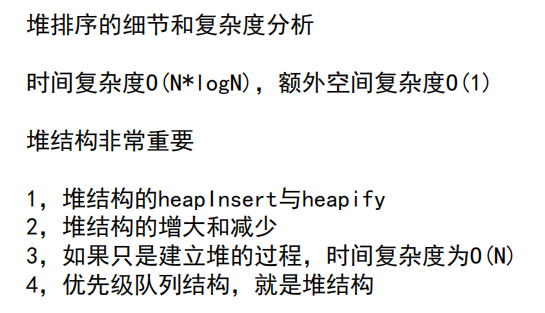 堆排序的细节和复杂度分析
时间复杂度O(N*logN)，额外空间复杂度O(1)
堆结构非常重要
1，堆结构的heapInsert与heapify
2，堆结构的增大和减少
3，如果只是建立堆的过程，时间复杂度为O(N)
4，优先级队列结构，就是堆结构